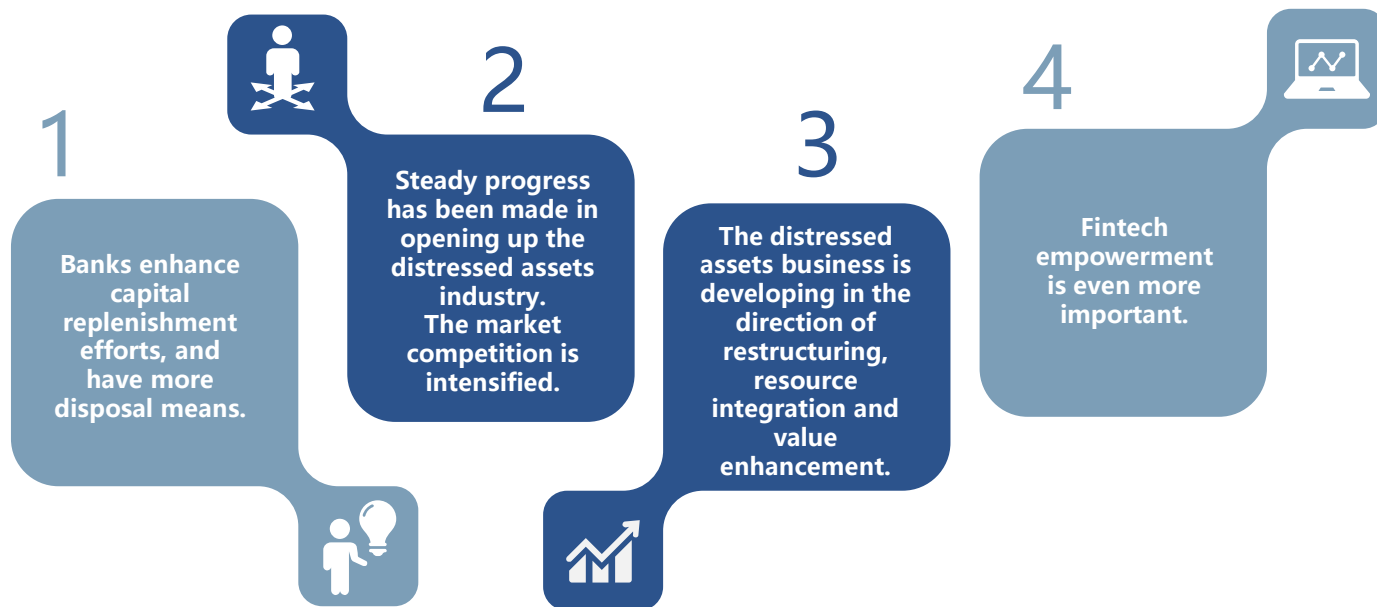 1
Banks enhance
capital
replenishment
efforts, and
have more
disposal means.
2
Steady progress
has been made in
opening up the
distressed assets
industry.
The market
competition is
intensified.
3
The distressed
assets business is
developing in the
direction of
restructuring,
resource
integration and
value
enhancement.
4
Fintech
empowerment
is even more
important.